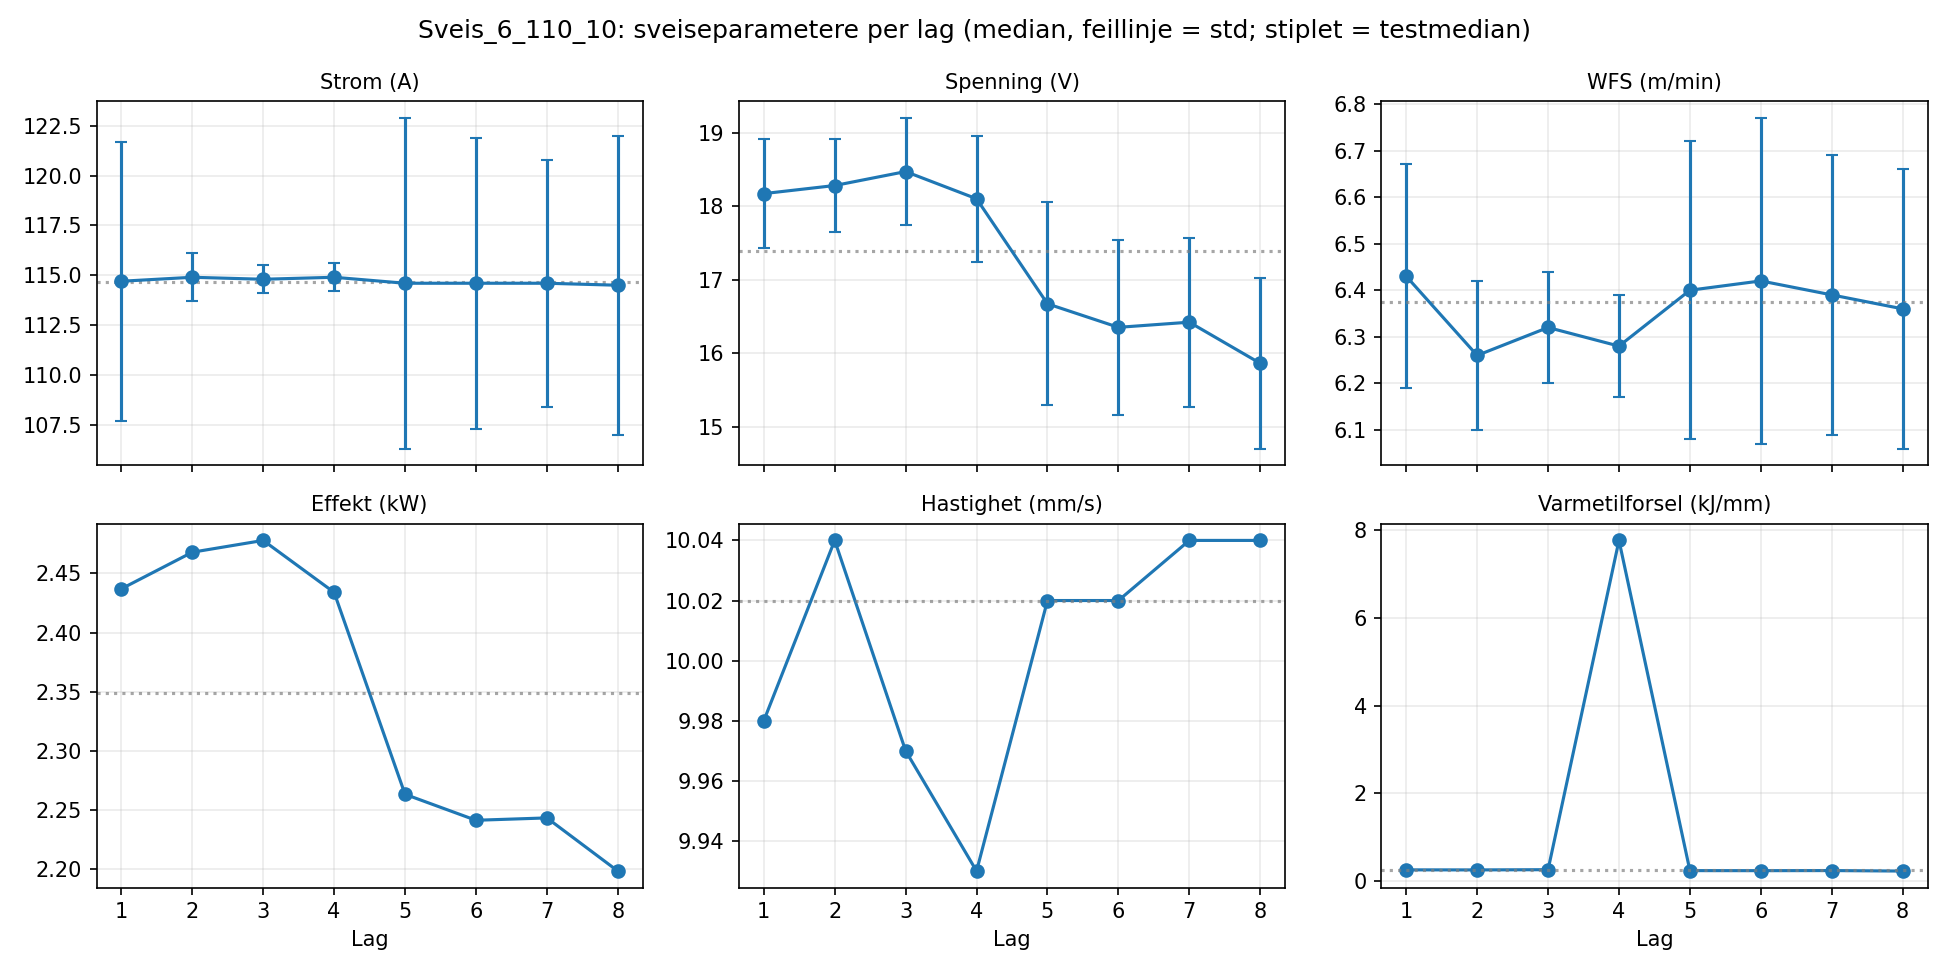 Sveis_6_110_10: sveiseparametere per lag (median, feillinje = std; stiplet = testmedian)
Strom (A)
122.5
120.0
117.5
115.0
112.5
110.0
107.5
Spenning (V)
19
18
17
16
15
WFS (m/min)
6.8
6.7
6.6
6.5
6.4
6.3
6.2
6.1
Effekt (kW)
2.45
2.40
2.35
2.30
2.25
2.20
1 2 3 4 5 6 7 8
Lag
Hastighet (mm/s)
10.04
10.02
10.00
9.98
9.96
9.94
1 2 3 4 5 6 7 8
Lag
Varmetilforsel (kJ/mm)
8
6
4
2
0
1 2 3 4 5 6 7 8
Lag